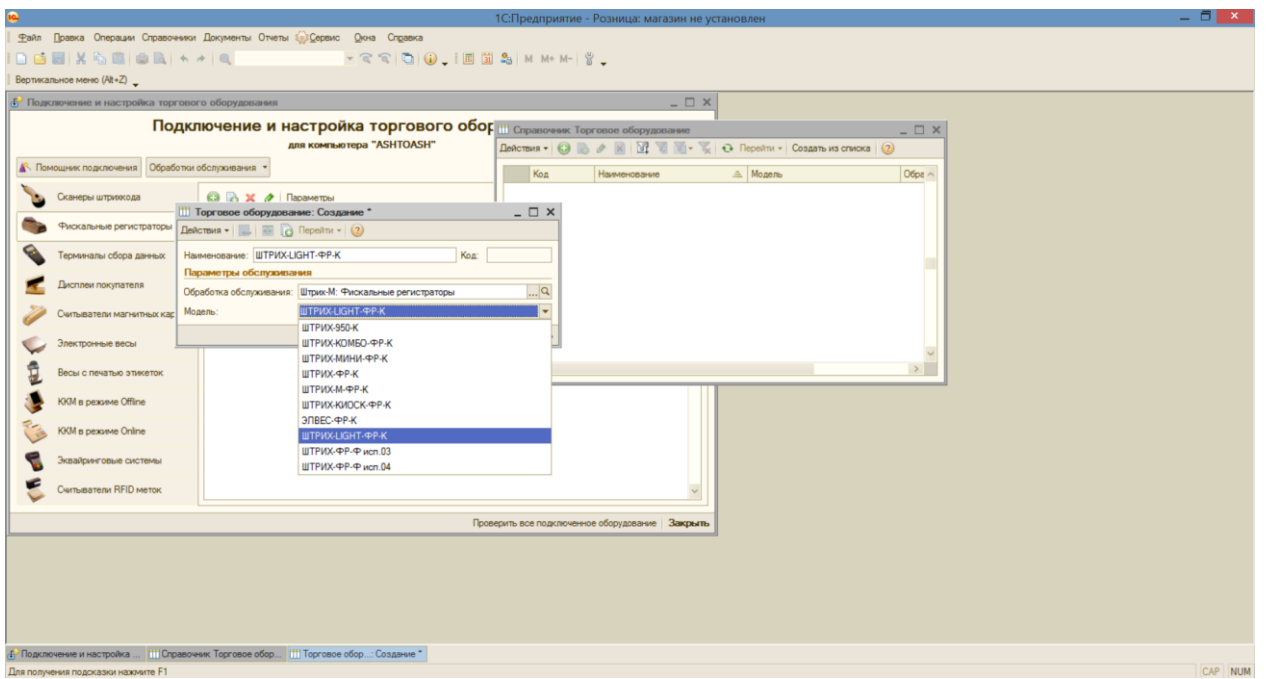 1С:Предприятие - Розница: магазин не установлен
Файл Правка Операции Справочники Документы Отчеты Сервис Окна Справка
M M+ M-
Вертикальное меню (Alt+Z)
Подключение и настройка торгового оборудования
Подключение и настройка торгового обор
для компьютера "ASHTOASH"
Помощник подключения Обработки обслуживания
Сканеры штрихкода
Параметры
Фискальные регистраторы
Терминалы сбора данных
Дисплеи покупателя
Считыватели магнитных кар
Электронные весы
Весы с печатью этикеток
ККМ в режиме Offline
ККМ в режиме Online
Эквайринговые системы
Считыватели RFID меток
Проверить все подключенное оборудование Закрыть
Справочник Торговое оборудование
Действия Перейти Создать из списка
Код Наименование Модель Обра
Торговое оборудование: Создание *
Действия Перейти
Наименование: ШТРИХ-LIGHT-ФР-К Код:
Параметры обслуживания
Обработка обслуживания: Штрих-М: Фискальные регистраторы ...
Модель: ШТРИХ-LIGHT-ФР-К
ШТРИХ-950-К
ШТРИХ-КОМБО-ФР-К
ШТРИХ-МИНИ-ФР-К
ШТРИХ-ФР-К
ШТРИХ-М-ФР-К
ШТРИХ-КИОСК-ФР-К
ЭЛВЕС-ФР-К
ШТРИХ-LIGHT-ФР-К
ШТРИХ-ФР-Ф исп.03
ШТРИХ-ФР-Ф исп.04
Подключение и настройка ... Справочник Торговое обор... Торговое обор...: Создание *
Для получения подсказки нажмите F1 CAP NUM